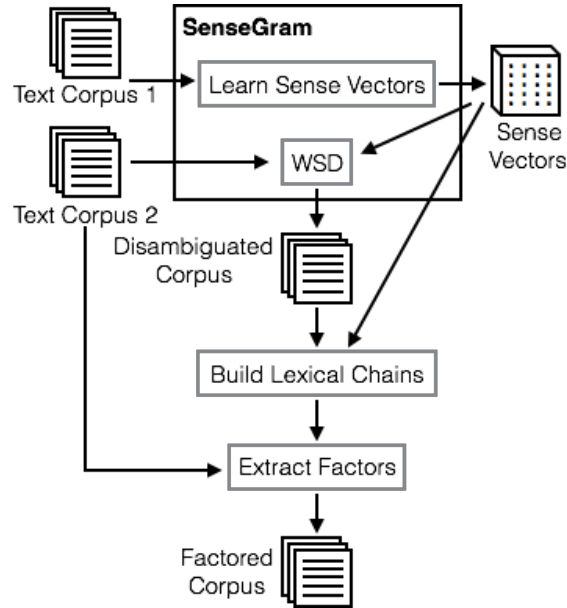 SenseGram
Text Corpus 1
Learn Sense Vectors
Sense
Vectors
WSD
Text Corpus 2
Disambiguated
Corpus
Build Lexical Chains
Extract Factors
Factored
Corpus